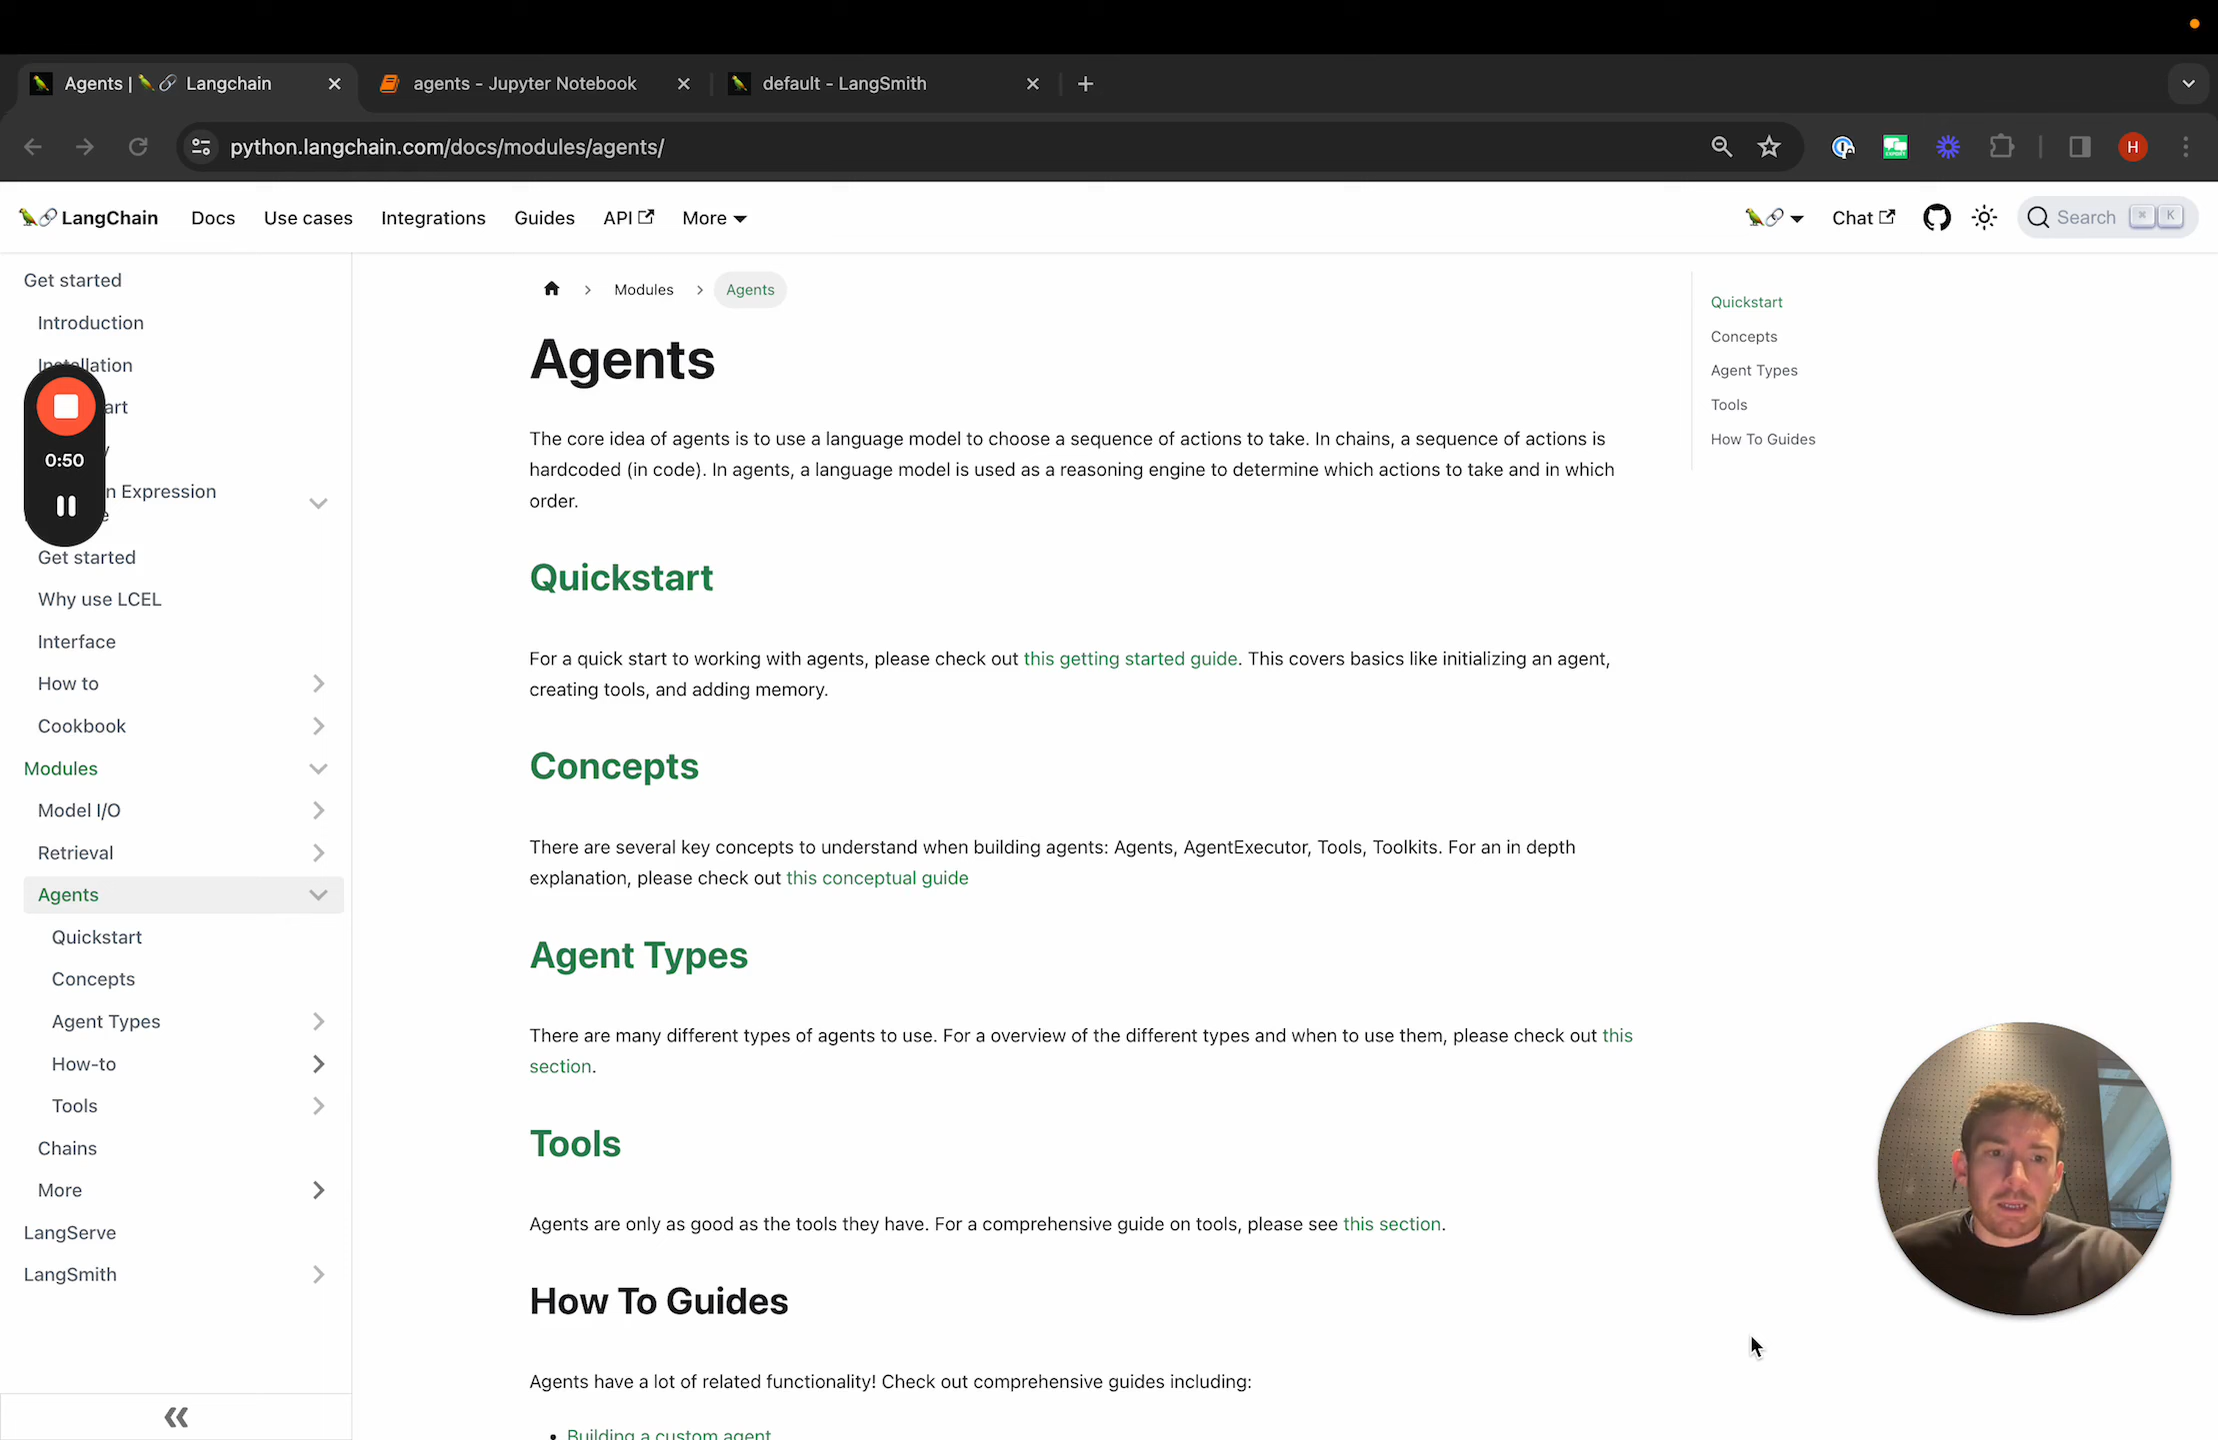 Agents | Langchain
agents - Jupyter Notebook
default - LangSmith
python.langchain.com/docs/modules/agents/
H
LangChain
Docs
Use cases
Integrations
Guides
API
More
Chat
Search
⌘ K
Get started
Introduction
Installation
art
0:50
n Expression
e
Get started
Why use LCEL
Interface
How to
Cookbook
Modules
Model I/O
Retrieval
Agents
Quickstart
Concepts
Agent Types
How-to
Tools
Chains
More
LangServe
LangSmith
Modules
Agents
Agents
The core idea of agents is to use a language model to choose a sequence of actions to take. In chains, a sequence of actions is
hardcoded (in code). In agents, a language model is used as a reasoning engine to determine which actions to take and in which
order.
Quickstart
For a quick start to working with agents, please check out this getting started guide. This covers basics like initializing an agent,
creating tools, and adding memory.
Concepts
There are several key concepts to understand when building agents: Agents, AgentExecutor, Tools, Toolkits. For an in depth
explanation, please check out this conceptual guide
Agent Types
There are many different types of agents to use. For a overview of the different types and when to use them, please check out this
section.
Tools
Agents are only as good as the tools they have. For a comprehensive guide on tools, please see this section.
How To Guides
Agents have a lot of related functionality! Check out comprehensive guides including:
• Building a custom agent
Quickstart
Concepts
Agent Types
Tools
How To Guides